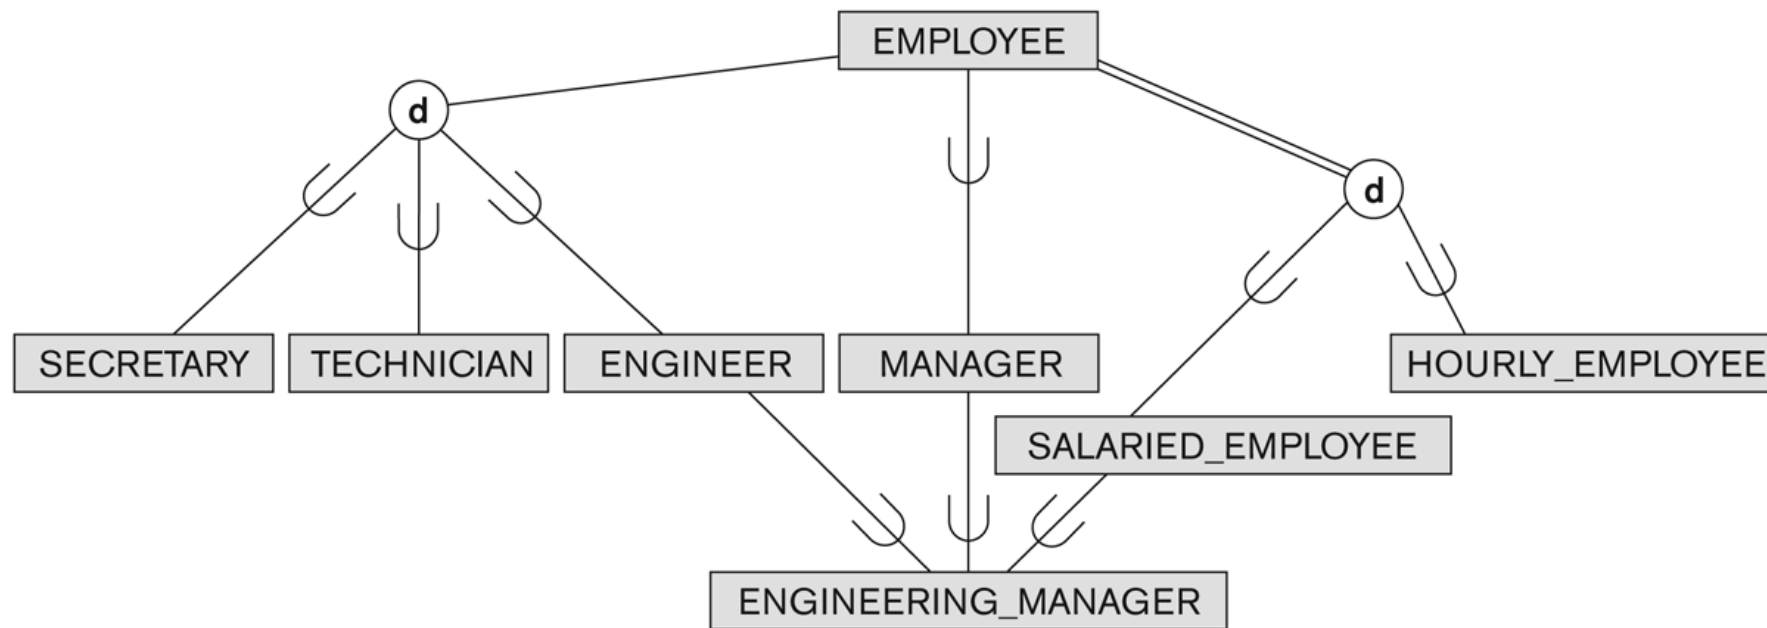 EMPLOYEE
d
d
SECRETARY
TECHNICIAN
ENGINEER
MANAGER
HOURLY_EMPLOYEE
SALARIED_EMPLOYEE
ENGINEERING_MANAGER